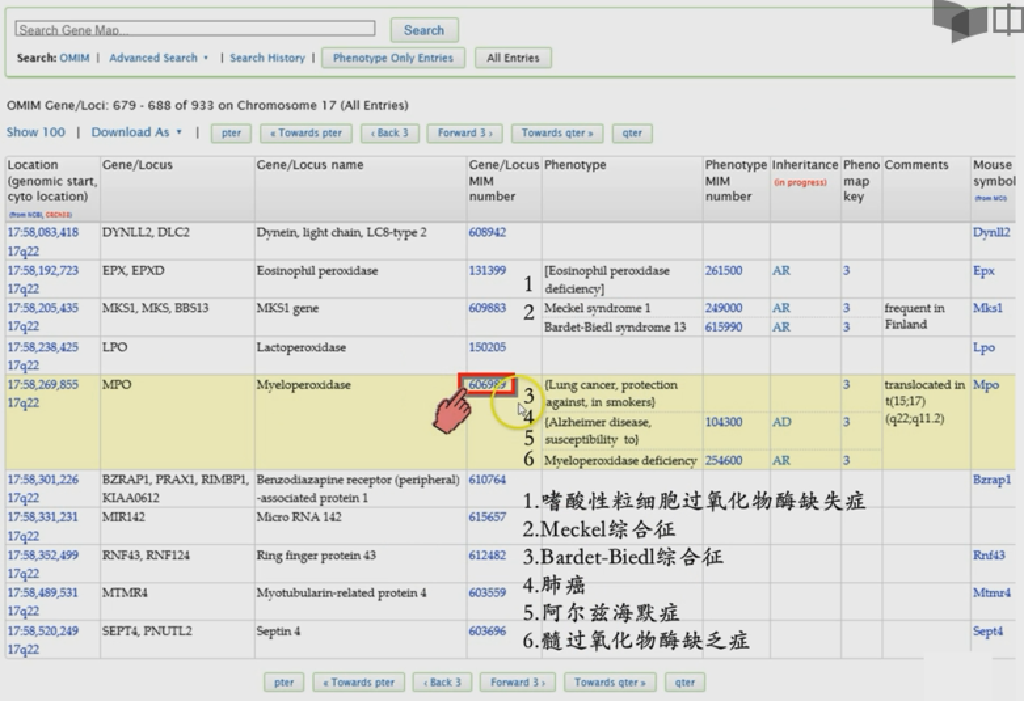 Search Gene Map...
Search
Search: OMIM | Advanced Search ▾ | Search History | Phenotype Only Entries All Entries
OMIM Gene/Loci: 679 - 688 of 933 on Chromosome 17 (All Entries)
Show 100 | Download As ▾ | pter « Towards pter ‹ Back 3 Forward 3 › Towards qter » qter
Location (genomic start, cyto location) (from NCBI, GRCh38) Gene/Locus Gene/Locus name Gene/Locus MIM number Phenotype Phenotype MIM number Inheritance (in progress) Pheno map key Comments Mouse symbol (from MGI)
17:58,083,418 DYNLL2, DLC2 Dynein, light chain, LC8-type 2 608942 Dynll2
17q22
17:58,192,723 EPX, EPXD Eosinophil peroxidase 131399 1 [Eosinophil peroxidase 261500 AR 3 Epx
17q22 deficiency]
17:58,205,435 MKS1, MKS, BBS13 MKS1 gene 609883 2 Meckel syndrome 1 249000 AR 3 frequent in Mks1
17q22 Bardet-Biedl syndrome 13 615990 AR 3 Finland
17:58,238,425 LPO Lactoperoxidase 150205 Lpo
17q22
17:58,269,855 MPO Myeloperoxidase 606989 3 {Lung cancer, protection 3 translocated in Mpo
17q22 against, in smokers} t(15;17)
4 {Alzheimer disease, 104300 AD 3 (q22;q11.2)
5 susceptibility to}
6 Myeloperoxidase deficiency 254600 AR 3
17:58,301,226 BZRAP1, PRAX1, RIMBP1, Benzodiazapine receptor (peripheral) 610764 Bzrap1
17q22 KIAA0612 -associated protein 1
17:58,331,231 MIR142 Micro RNA 142 615657
17q22
17:58,352,499 RNF43, RNF124 Ring finger protein 43 612482 Rnf43
17q22
17:58,489,531 MTMR4 Myotubularin-related protein 4 603559 Mtmr4
17q22
17:58,520,249 SEPT4, PNUTL2 Septin 4 603696 Sept4
17q22
1.嗜酸性粒细胞过氧化物酶缺失症
2.Meckel综合征
3.Bardet-Biedl综合征
4.肺癌
5.阿尔兹海默症
6.髓过氧化物酶缺乏症
pter « Towards pter ‹ Back 3 Forward 3 › Towards qter » qter